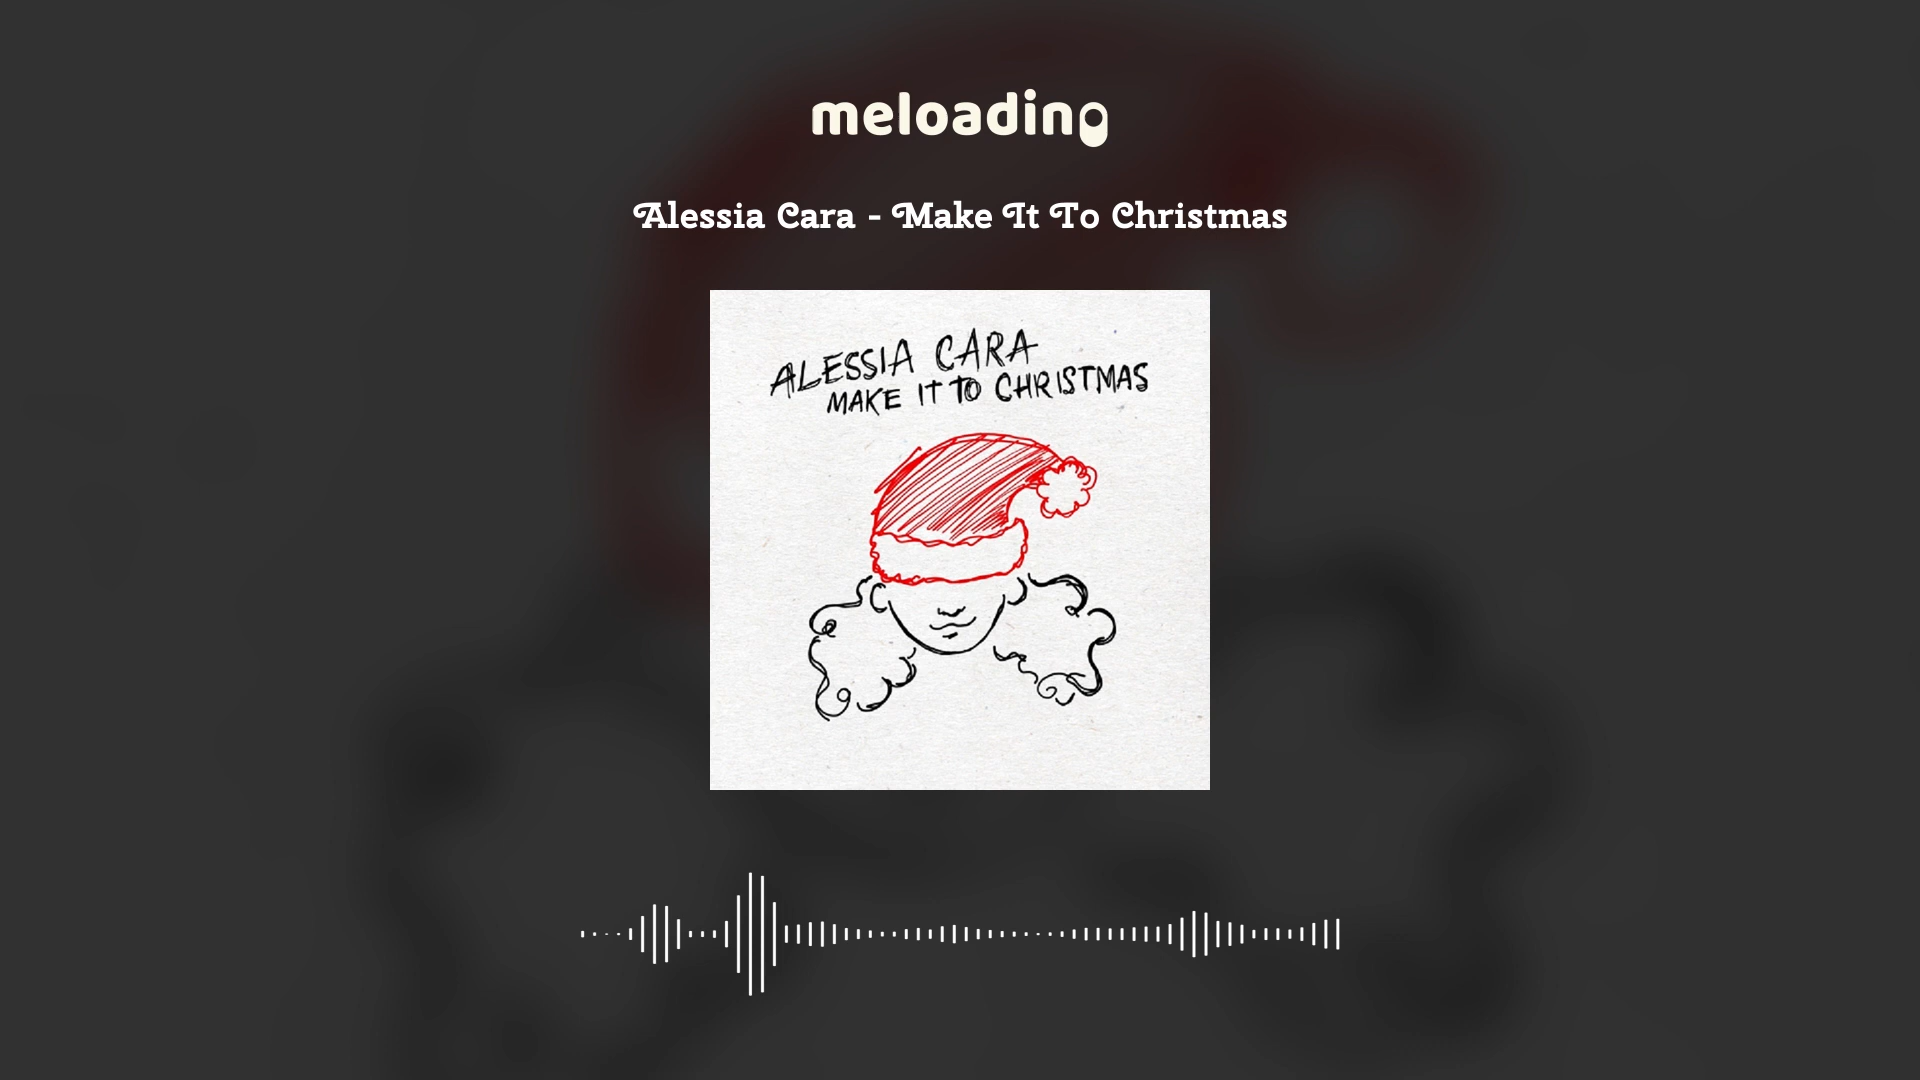 meloading
Alessia Cara - Make It To Christmas
ALESSIA CARA
MAKE IT TO CHRISTMAS